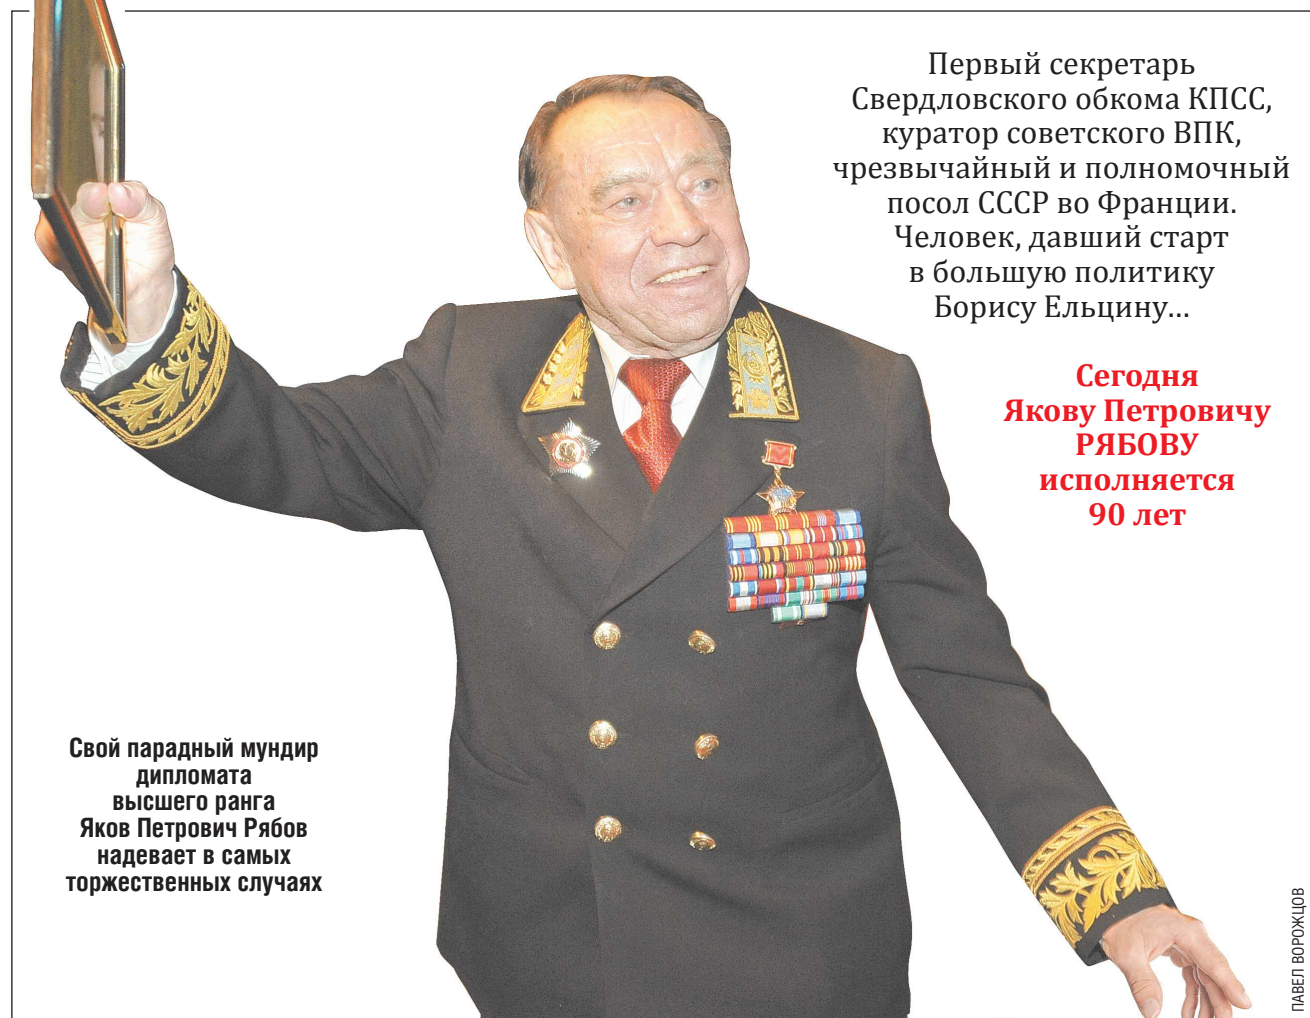 Первый секретарь
Свердловского обкома КПСС,
куратор советского ВПК,
чрезвычайный и полномочный
посол СССР во Франции.
Человек, давший старт
в большую политику
Борису Ельцину...
Сегодня
Якову Петровичу
РЯБОВУ
исполняется
90 лет
Свой парадный мундир
дипломата
высшего ранга
Яков Петрович Рябов
надевает в самых
торжественных случаях
ПАВЕЛ ВОРОЖЦОВ